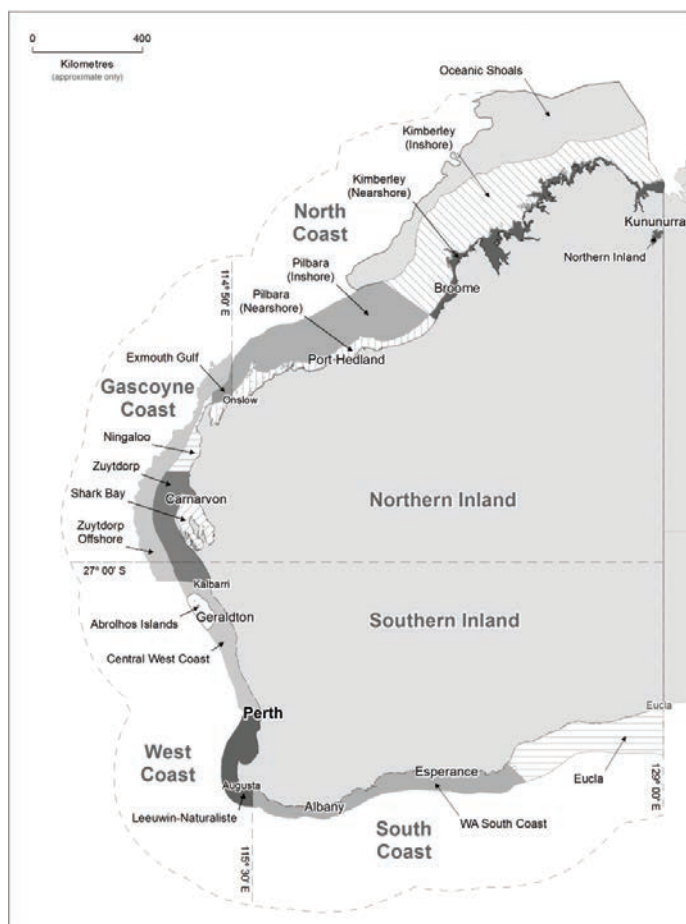 0 400
Kilometres
(approximate only)
Oceanic Shoals
Kimberley
(Inshore)
Kimberley
(Nearshore)
North
Coast
Kununurra
Northern Inland
Pilbara
(Inshore)
Broome
114° 50' E
Pilbara
(Nearshore)
Port Hedland
Exmouth Gulf
Gascoyne
Coast
Onslow
Ningaloo
Zuytdorp
Shark Bay
Carnarvon
Northern Inland
Zuytdorp
Offshore
27° 00' S
Kalbarri
Abrolhos Islands
Geraldton
Southern Inland
Central West Coast
Perth
Eucla
West
Coast
Augusta
Esperance
Eucla
129° 00' E
Leeuwin-Naturaliste
Albany
WA South Coast
South
Coast
115° 30' E